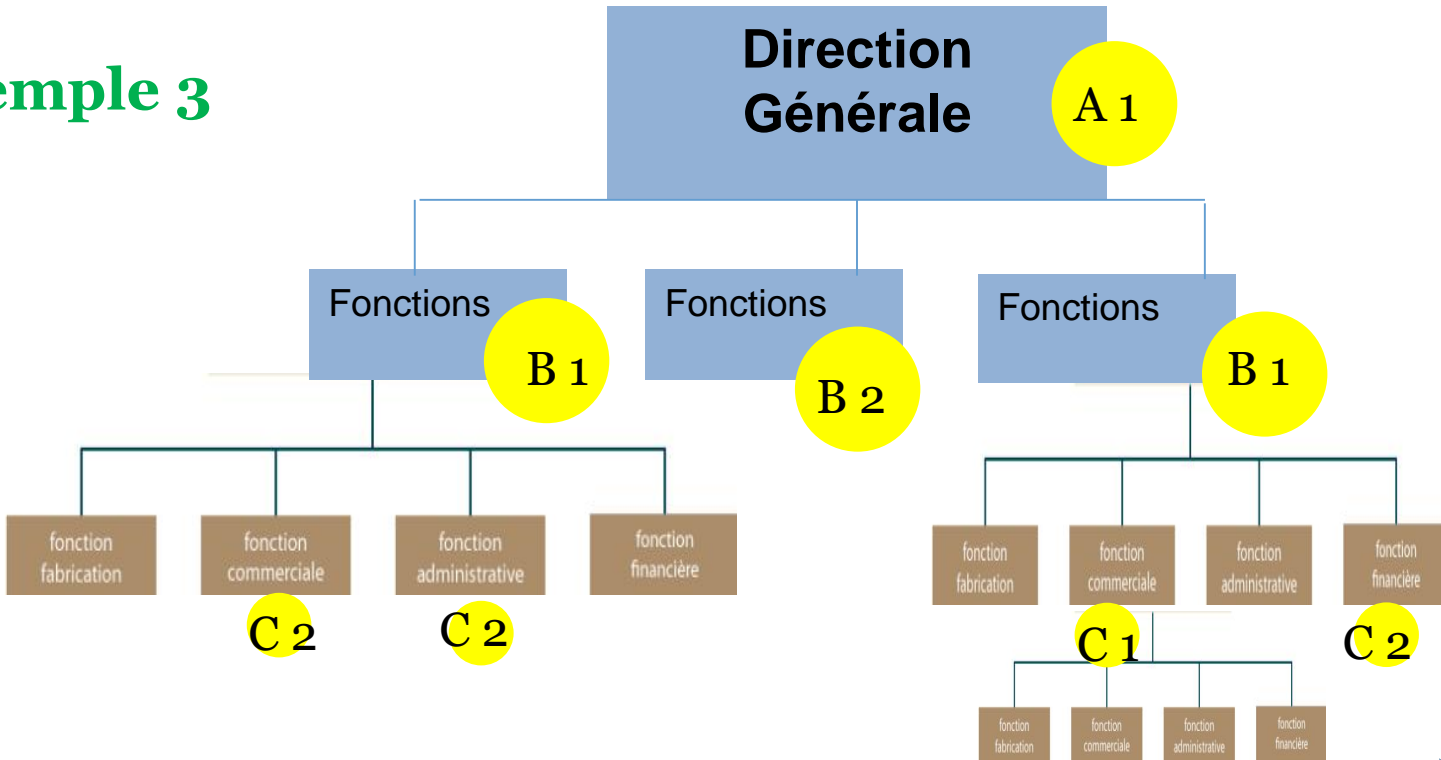 emple 3
Direction
Générale
A 1
Fonctions
B 1
Fonctions
B 2
Fonctions
B 1
fonction
fabrication
fonction
commerciale
C 2
fonction
administrative
C 2
fonction
financière
fonction
fabrication
fonction
commerciale
C 1
fonction
administrative
fonction
financière
C 2
fonction
fabrication
fonction
commerciale
fonction
administrative
fonction
financière